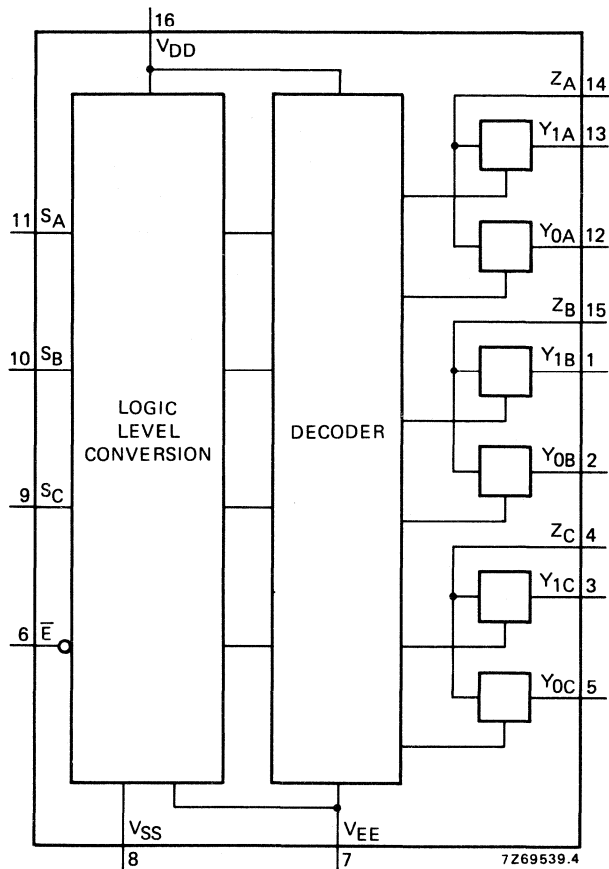 16
VDD
ZA 14
Y1A 13
11 SA
Y0A 12
ZB 15
10 SB
Y1B 1
LOGIC
LEVEL
CONVERSION
DECODER
Y0B 2
9 SC
ZC 4
Y1C 3
6 E̅
Y0C 5
VSS
VEE
8
7
7Z69539.4